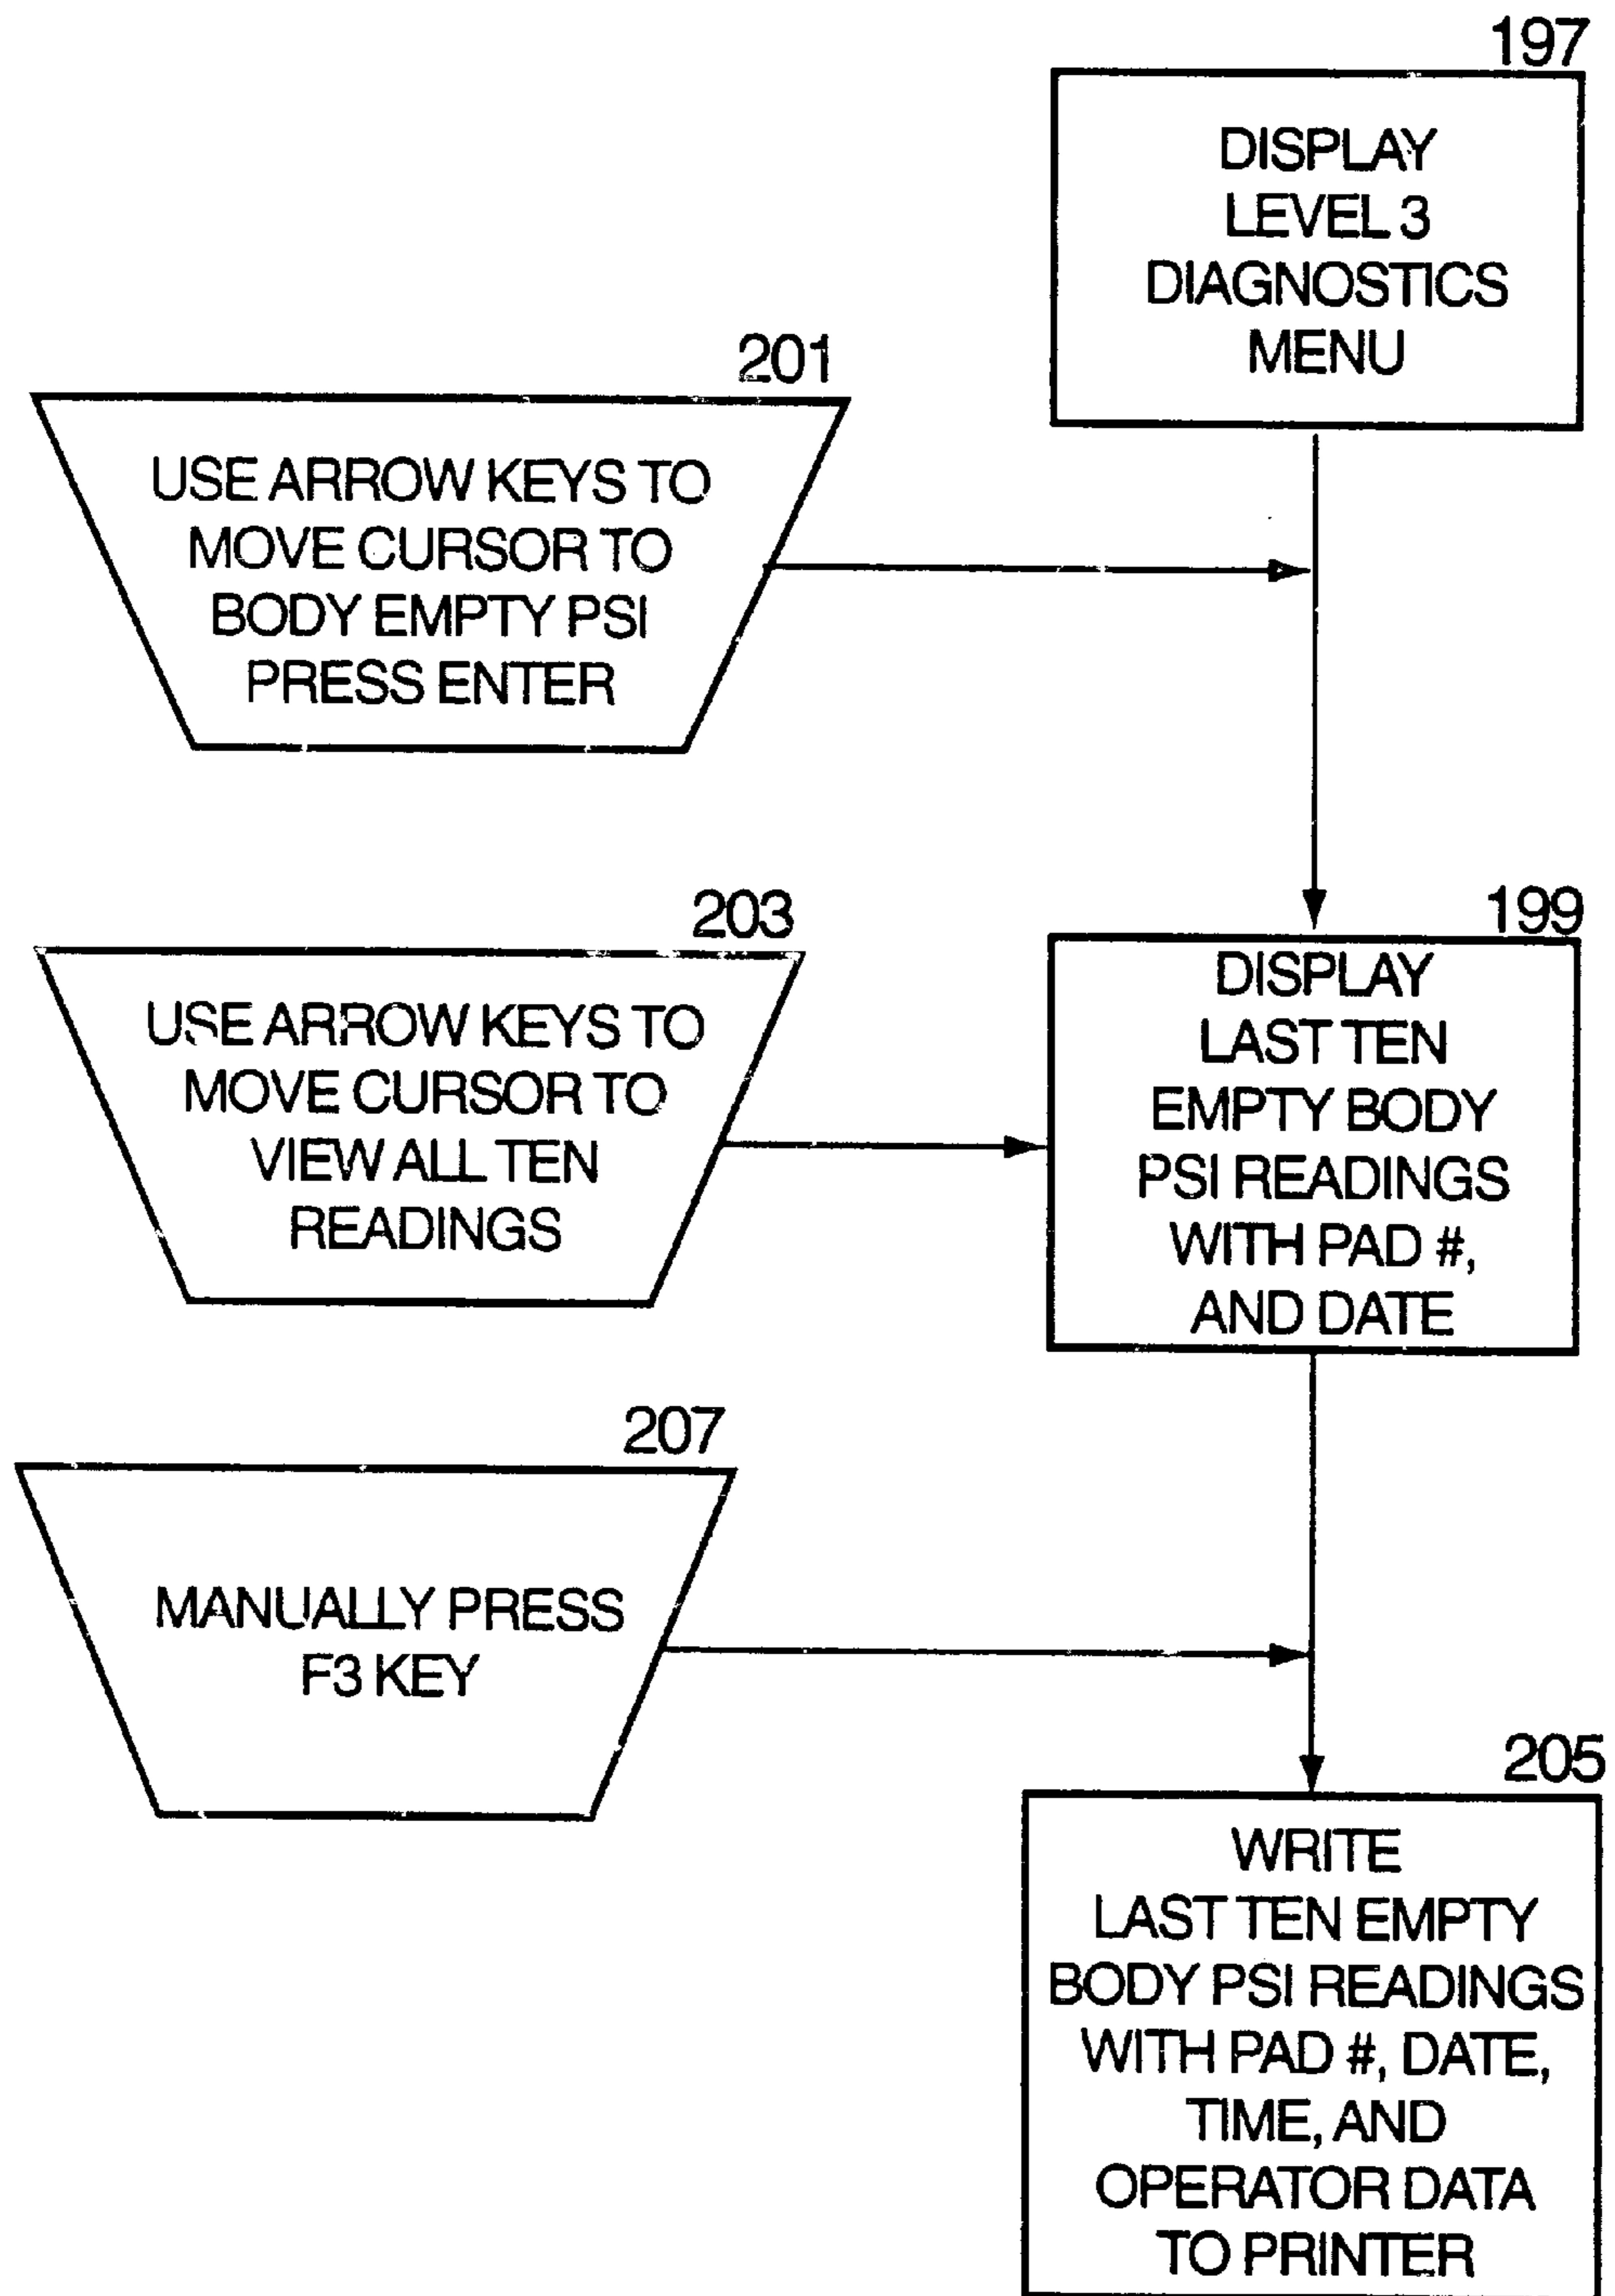 197
DISPLAY
LEVEL 3
DIAGNOSTICS
MENU
201
USE ARROW KEYS TO
MOVE CURSOR TO
BODY EMPTY PSI
PRESS ENTER
203
USE ARROW KEYS TO
MOVE CURSOR TO
VIEW ALL TEN
READINGS
199
DISPLAY
LAST TEN
EMPTY BODY
PSI READINGS
WITH PAD #,
AND DATE
207
MANUALLY PRESS
F3 KEY
205
WRITE
LAST TEN EMPTY
BODY PSI READINGS
WITH PAD #, DATE,
TIME, AND
OPERATOR DATA
TO PRINTER